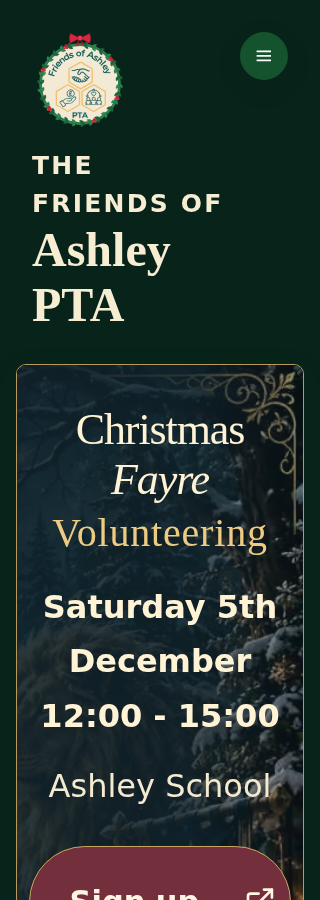 Friends of Ashley
PTA
THE
FRIENDS OF
Ashley
PTA
Christmas
Fayre
Volunteering
Saturday 5th
December
12:00 - 15:00
Ashley School
Sign up